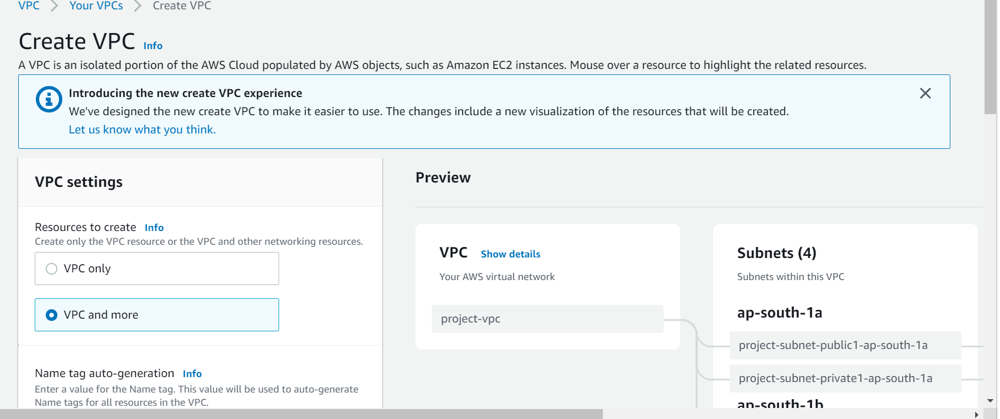 VPC > Your VPCs > Create VPC
Create VPC Info
A VPC is an isolated portion of the AWS Cloud populated by AWS objects, such as Amazon EC2 instances. Mouse over a resource to highlight the related resources.
Introducing the new create VPC experience
We've designed the new create VPC to make it easier to use. The changes include a new visualization of the resources that will be created.
Let us know what you think.
VPC settings
Resources to create Info
Create only the VPC resource or the VPC and other networking resources.
VPC only
VPC and more
Name tag auto-generation Info
Enter a value for the Name tag. This value will be used to auto-generate
Name tags for all resources in the VPC.
Preview
VPC Show details
Your AWS virtual network
project-vpc
Subnets (4)
Subnets within this VPC
ap-south-1a
project-subnet-public1-ap-south-1a
project-subnet-private1-ap-south-1a
ap-south-1b